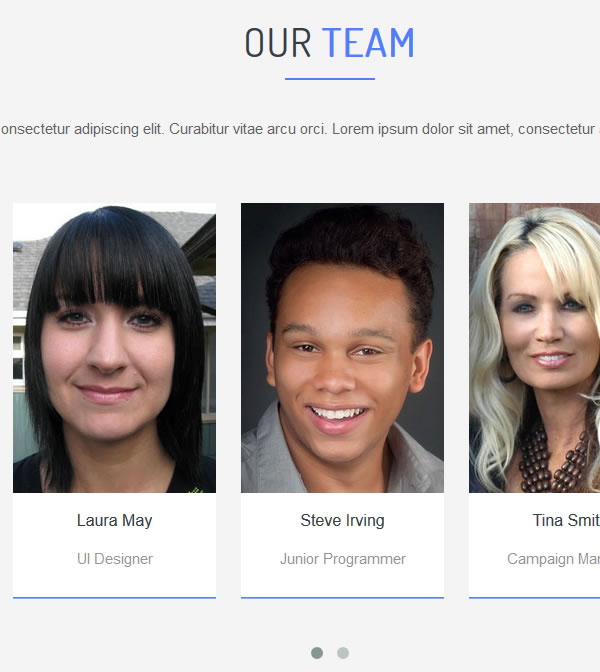 OUR TEAM
onsectetur adipiscing elit. Curabitur vitae arcu orci. Lorem ipsum dolor sit amet, consectetur
Laura May
Steve Irving
Tina Smit
UI Designer
Junior Programmer
Campaign Mar